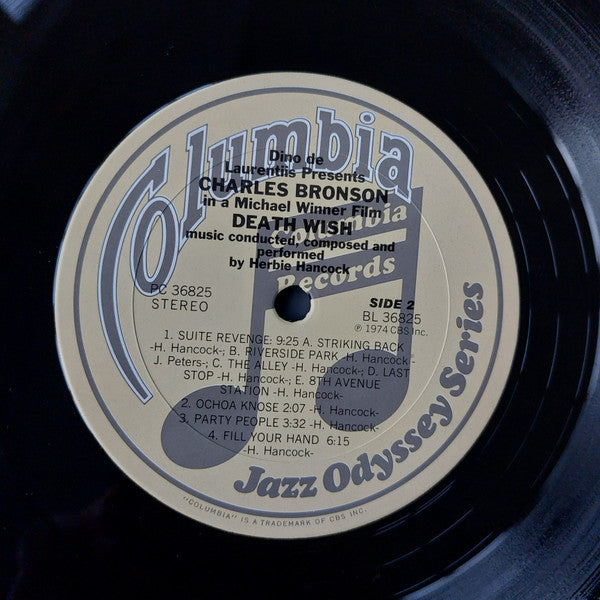 Columbia
Dino de
Laurentiis Presents
CHARLES BRONSON
in a Michael Winner Film
DEATH WISH
music conducted, composed and
performed
by Herbie Hancock
Columbia
Records
PC 36825
STEREO
SIDE 2
BL 36825
℗ 1974 CBS Inc.
1. SUITE REVENGE: 9:25 A. STRIKING BACK
-H. Hancock-; B. RIVERSIDE PARK -H. Hancock -
J. Peters-; C. THE ALLEY -H. Hancock-; D. LAST
STOP -H. Hancock-; E. 8TH AVENUE
STATION -H. Hancock-
2. OCHOA KNOSE 2:07 -H. Hancock-
3. PARTY PEOPLE 3:32 -H. Hancock-
4. FILL YOUR HAND 6:15
-H. Hancock-
Jazz Odyssey Series
"COLUMBIA" IS A TRADEMARK OF CBS INC.